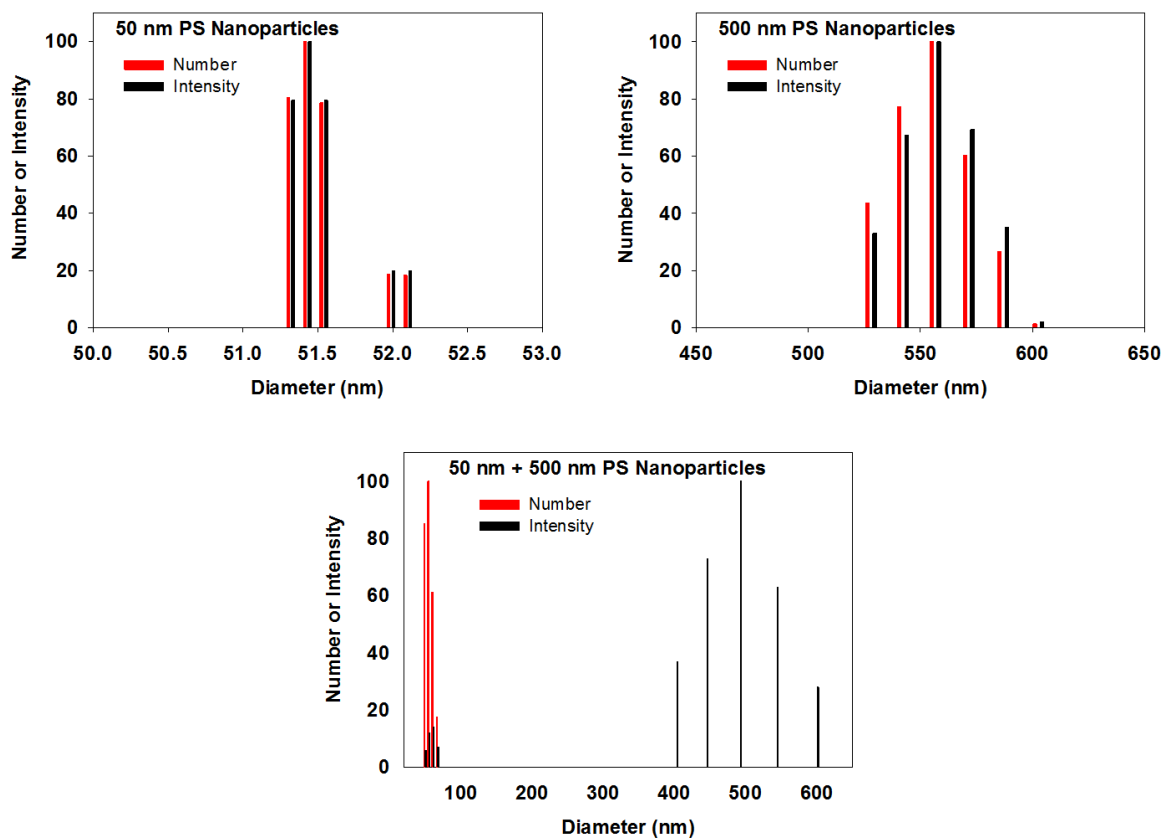 50 nm PS Nanoparticles
Number
Intensity
Number or Intensity
100
80
60
40
20
0
50.0 50.5 51.0 51.5 52.0 52.5 53.0
Diameter (nm)
500 nm PS Nanoparticles
Number
Intensity
Number or Intensity
100
80
60
40
20
0
450 500 550 600 650
Diameter (nm)
50 nm + 500 nm PS Nanoparticles
Number
Intensity
Number or Intensity
100
80
60
40
20
0
100 200 300 400 500 600
Diameter (nm)